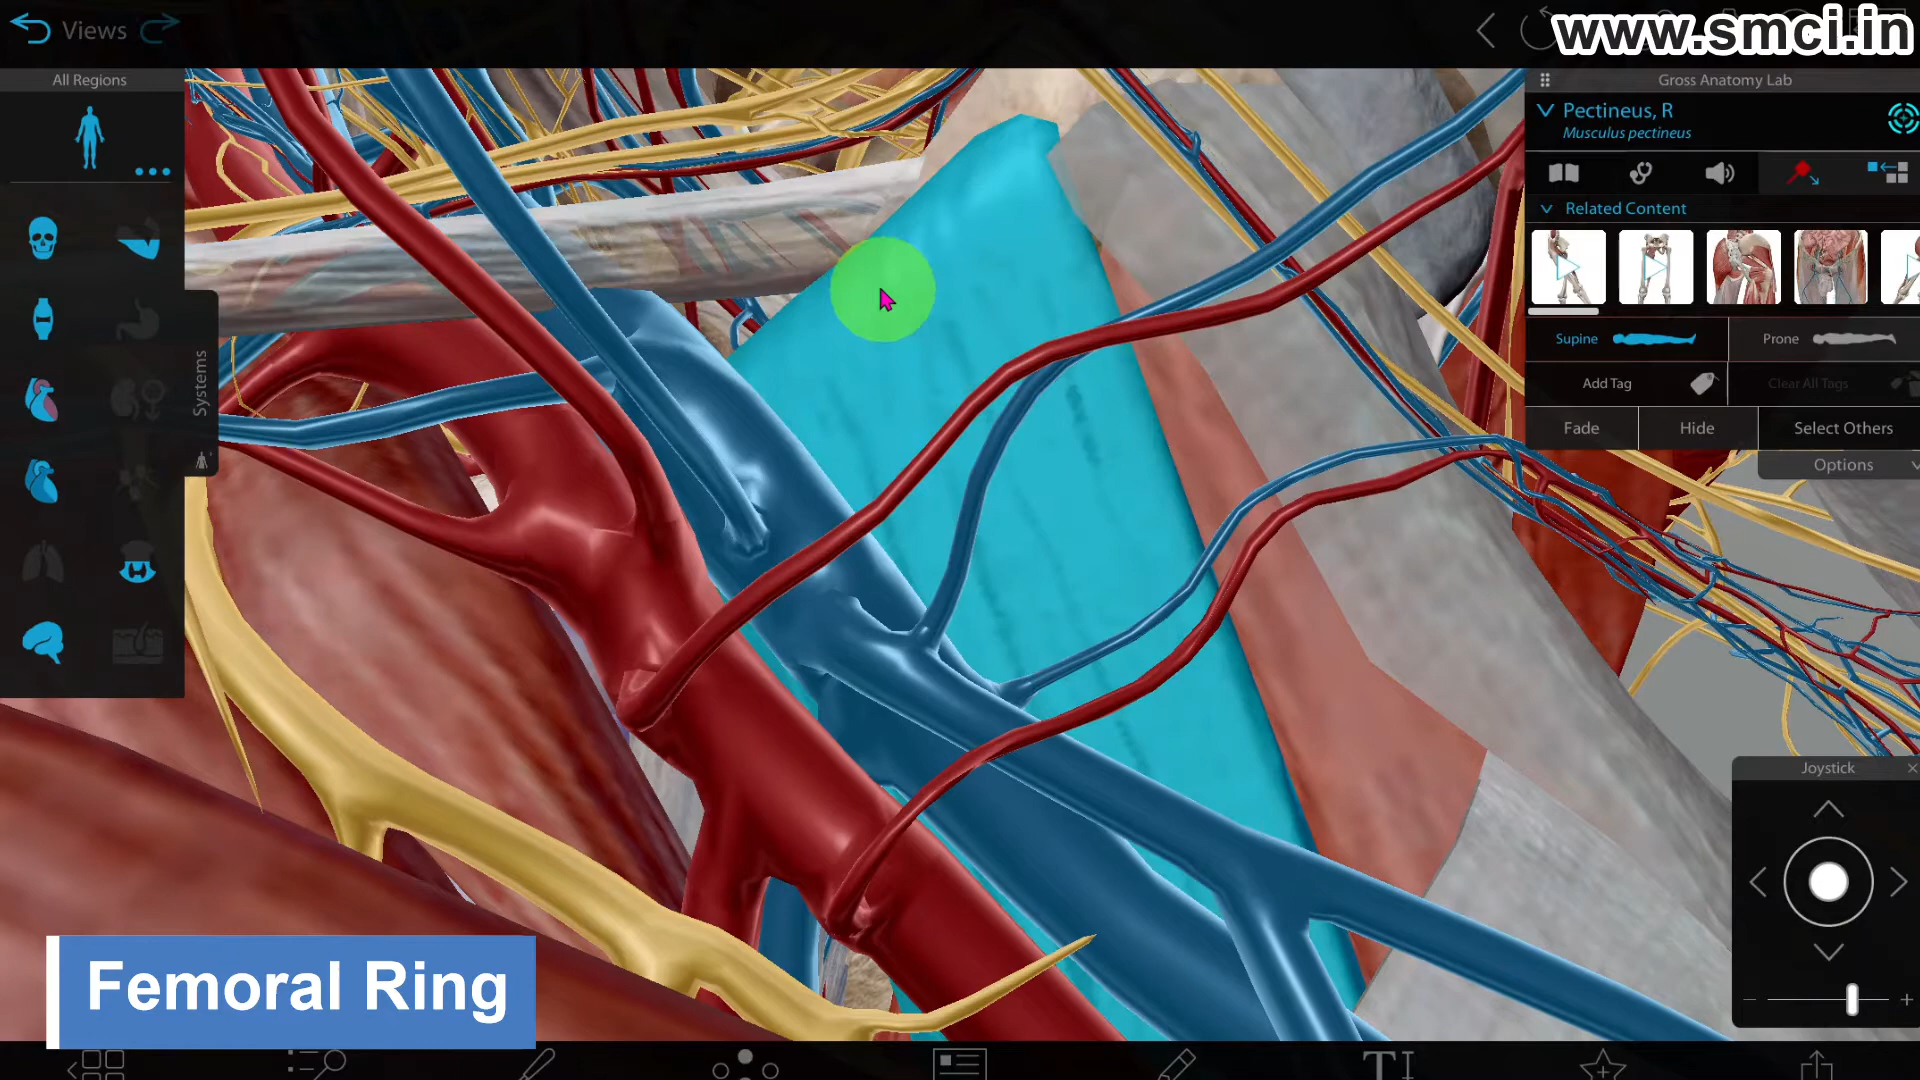 Views
www.smci.in
All Regions
Gross Anatomy Lab
Pectineus, R
Musculus pectineus
Related Content
Systems
Supine
Prone
Add Tag
Clear All Tags
Fade
Hide
Select Others
Options
Joystick
Femoral Ring